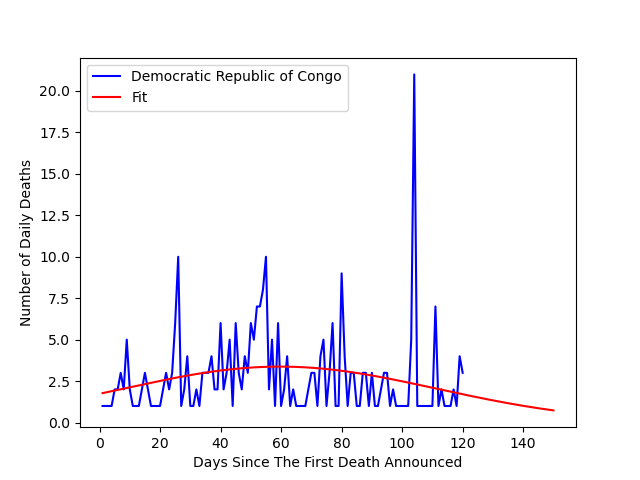 Democratic Republic of Congo
Fit
20.0
17.5
15.0
12.5
10.0
7.5
5.0
2.5
0.0
Number of Daily Deaths
0 20 40 60 80 100 120 140
Days Since The First Death Announced